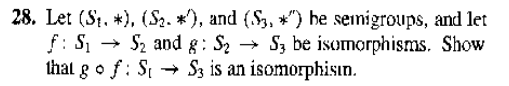 28. Let (S₁, *), (S₂, *′), and (S₃, *″) be semigroups, and let
f: S₁ → S₂ and g: S₂ → S₃ be isomorphisms. Show
that g ∘ f: S₁ → S₃ is an isomorphism.